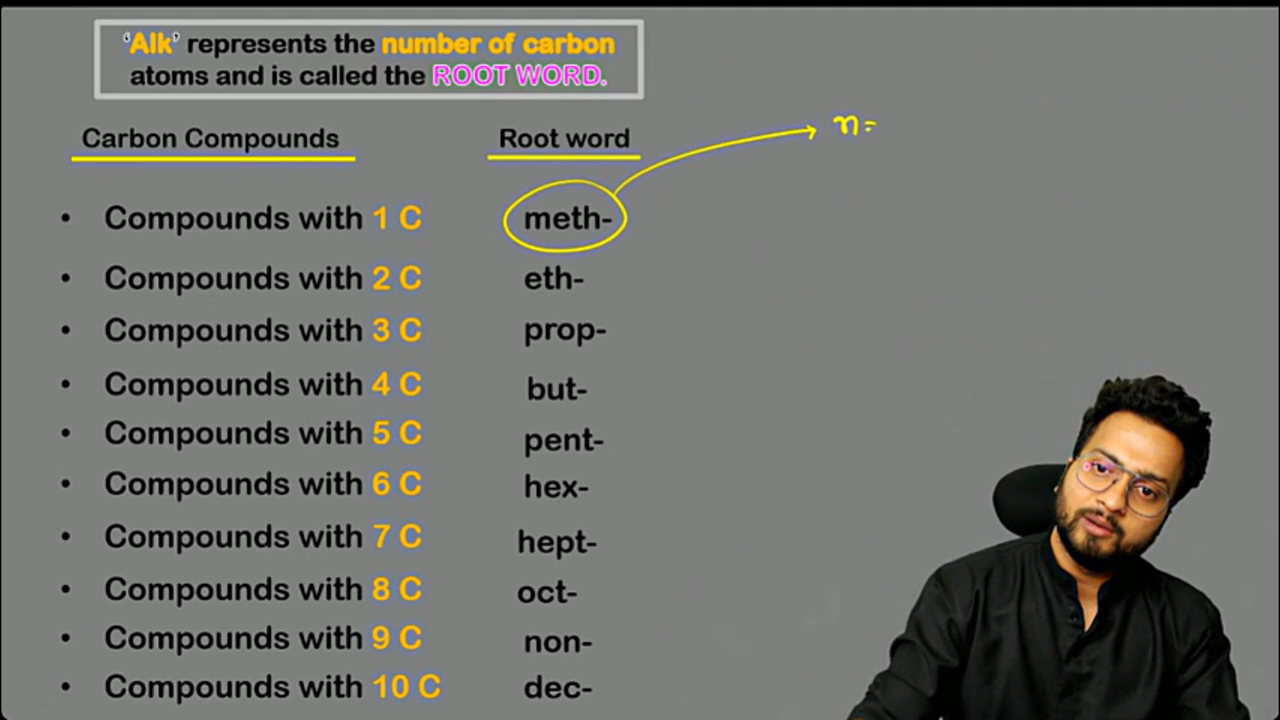 ‘Alk’ represents the number of carbon
atoms and is called the ROOT WORD.
Carbon Compounds Root word
n=
• Compounds with 1 C meth-
• Compounds with 2 C eth-
• Compounds with 3 C prop-
• Compounds with 4 C but-
• Compounds with 5 C pent-
• Compounds with 6 C hex-
• Compounds with 7 C hept-
• Compounds with 8 C oct-
• Compounds with 9 C non-
• Compounds with 10 C dec-